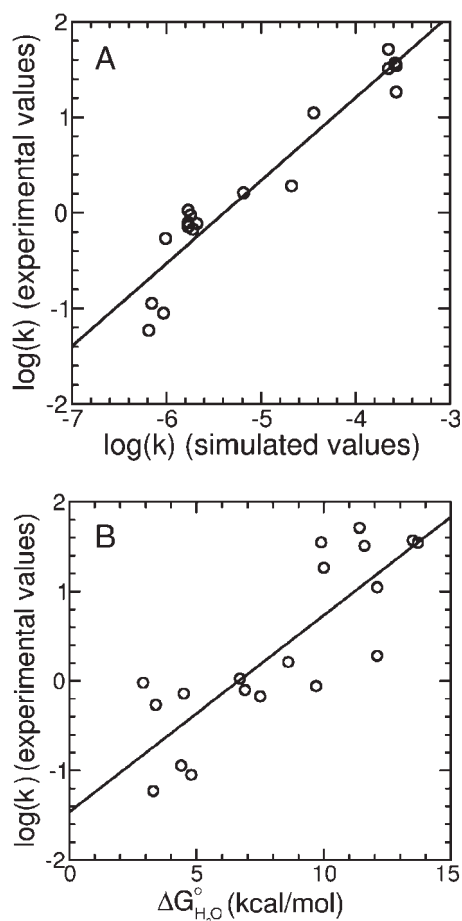 2
A
1
0
-1
-2
log(k) (experimental values)
-7 -6 -5 -4 -3
log(k) (simulated values)
2
B
1
0
-1
-2
log(k) (experimental values)
0 5 10 15
ΔG°H₂O (kcal/mol)